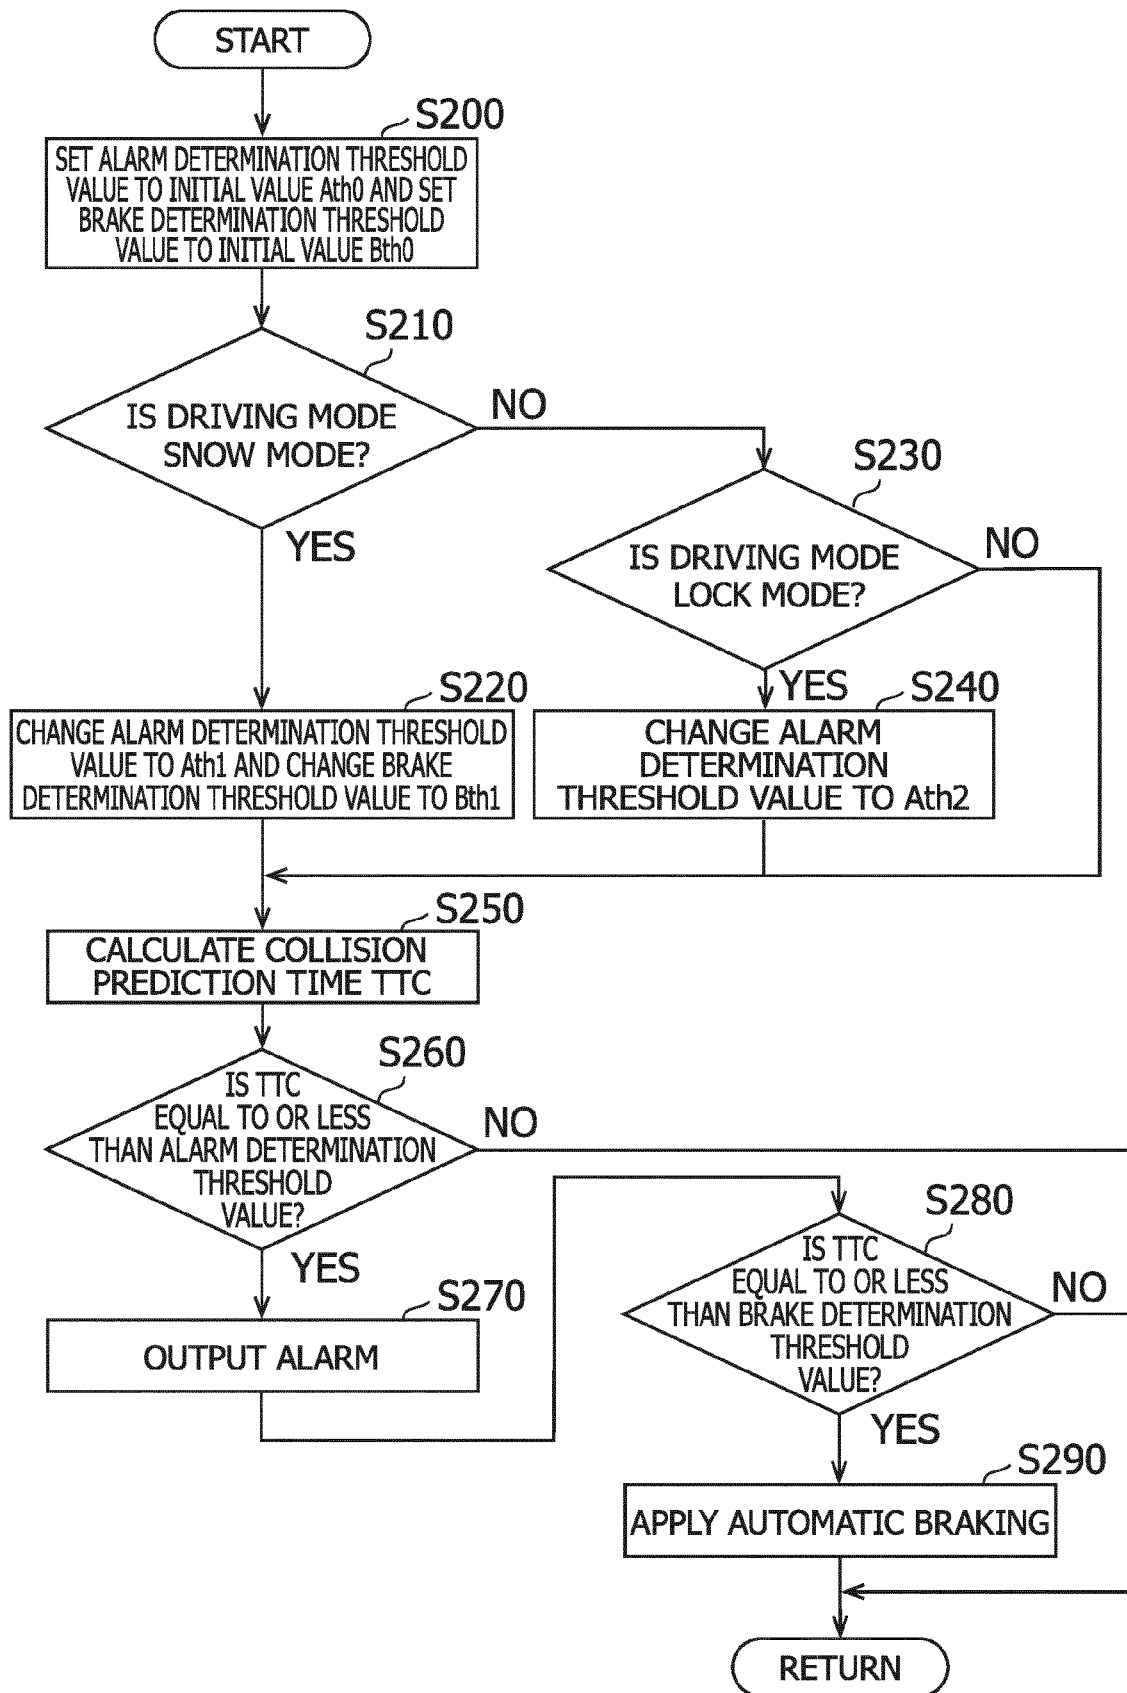 START
S200
SET ALARM DETERMINATION THRESHOLD
VALUE TO INITIAL VALUE Ath0 AND SET
BRAKE DETERMINATION THRESHOLD
VALUE TO INITIAL VALUE Bth0
S210
IS DRIVING MODE
SNOW MODE?
NO
YES
S230
IS DRIVING MODE
LOCK MODE?
NO
YES
S220
CHANGE ALARM DETERMINATION THRESHOLD
VALUE TO Ath1 AND CHANGE BRAKE
DETERMINATION THRESHOLD VALUE TO Bth1
S240
CHANGE ALARM
DETERMINATION
THRESHOLD VALUE TO Ath2
S250
CALCULATE COLLISION
PREDICTION TIME TTC
S260
IS TTC
EQUAL TO OR LESS
THAN ALARM DETERMINATION
THRESHOLD
VALUE?
NO
YES
S270
OUTPUT ALARM
S280
IS TTC
EQUAL TO OR LESS
THAN BRAKE DETERMINATION
THRESHOLD
VALUE?
NO
YES
S290
APPLY AUTOMATIC BRAKING
RETURN